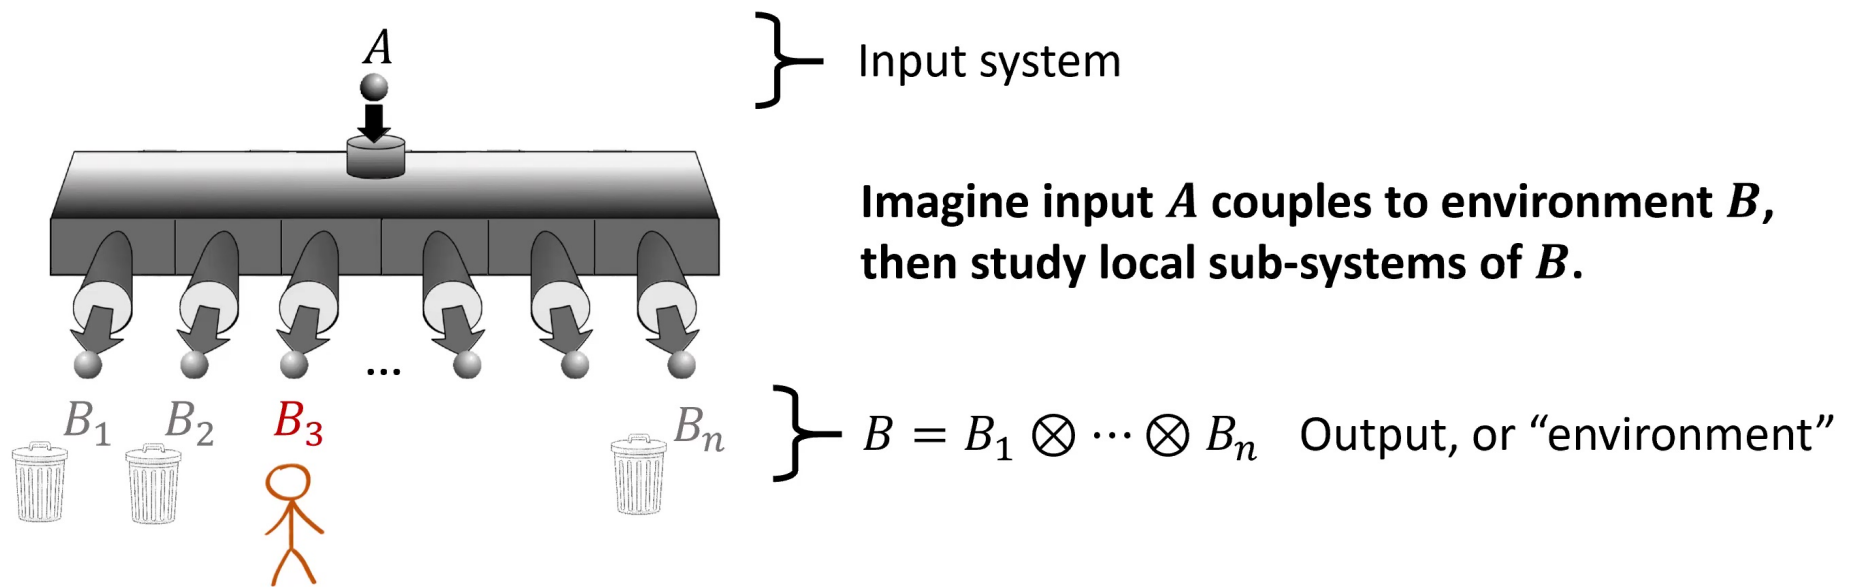 A
Input system
Imagine input A couples to environment B,
then study local sub-systems of B.
...
B₁ B₂ B₃ Bₙ
B = B₁ ⊗ ⋯ ⊗ Bₙ Output, or “environment”